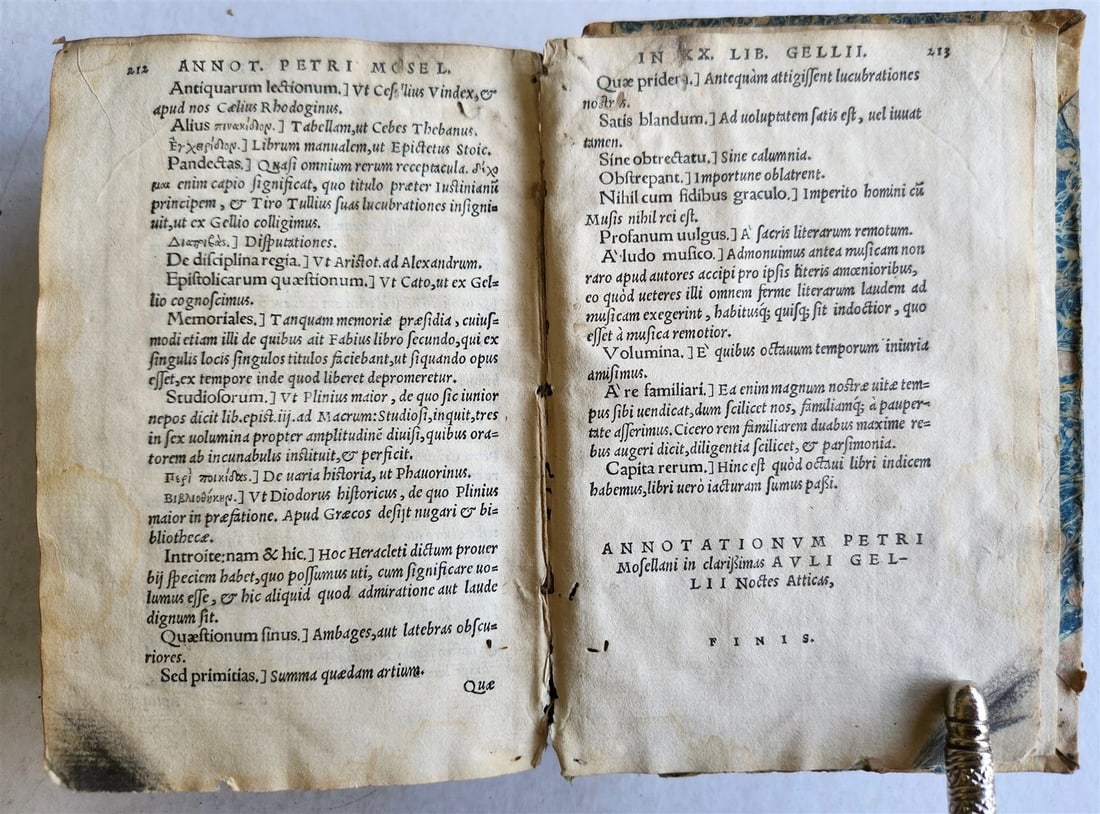 212 ANNOT. PETRI MOSEL.
Antiquarum lectionum.] Vt Cesellius Vindex, &
apud nos Cælius Rhodoginus.
Alius πινακίδιον.] Tabellam, ut Cebes Thebanus.
Ἐγχειρίδιον.] Librum manualem, ut Epictetus Stoic.
Pandectas.] Quasi omnium rerum receptacula. δέχο
μαι enim capio significat, quo titulo præter Iustinianū
principem, & Tiro Tullius suas lucubrationes insigni=
uit, ut ex Gellio colligimus.
Disputationes.
De disciplina regia.] Vt Aristot. ad Alexandrum.
Epistolicarum quæstionum.] Vt Cato, ut ex Gel=
lio cognoscimus.
Memoriales.] Tanquam memoriæ præsidia, cuius=
modi etiam illi de quibus ait Fabius libro secundo, qui ex
singulis locis singulos titulos faciebant, ut siquando opus
esset, ex tempore inde quod liberet depromeretur.
Studiosorum.] Vt Plinius maior, de quo sic iunior
nepos dicit lib. epist. iij. ad Macrum: Studiosi, inquit, tres
in sex uolumina propter amplitudinē diuisi, quibus ora=
torem ab incunabulis instituit, & perficit.
De uaria historia, ut Phauorinus.
Βιβλιοθήκην.] Vt Diodorus historicus, de quo Plinius
maior in præfatione. Apud Græcos desijt nugari & bi=
bliothecæ.
Introite: nam & hic.] Hoc Heracleti dictum prouer
bij speciem habet, quo possumus uti, cum significare uo=
lumus esse, & hic aliquid quod admiratione aut laude
dignum sit.
Quæstionum sinus.] Ambages, aut latebras obscu=
riores.
Sed primitias.] Summa quædam artium.
Quæ
IN XX. LIB. GELLII. 213
Quæ pridem.] Antequàm attigissent lucubrationes
nostras.
Satis blandum.] Ad uoluptatem satis est, uel iuuat
tamen.
Sine obtrectatu.] Sine calumnia.
Obstrepant.] Importune oblatrent.
Nihil cum fidibus graculo.] Imperito homini cū
Musis nihil rei est.
Profanum uulgus.] A` sacris literarum remotum.
A` ludo musico.] Admonuimus antea musicam non
raro apud autores accipi pro ipsis literis amœnioribus,
eo quòd ueteres illi omnem ferme literarum laudem ad
musicam exegerint, habitusq; quisq; sit indoctior, quo
esset à musica remotior.
Volumina.] E` quibus octauum temporum iniuria
amisimus.
A` re familiari.] Ea enim magnum nostræ uitæ tem=
pus sibi uendicat, dum scilicet nos, familiamq; à pauper=
tate asserimus. Cicero rem familiarem duabus maxime re=
bus augeri dicit, diligentia scilicet, & parsimonia.
Capita rerum.] Hinc est quòd octaui libri indicem
habemus, libri uerò iacturam sumus passi.
ANNOTATIONVM PETRI
Mosellani in clarissimas AVLI GEL-
LII Noctes Atticas,
FINIS.